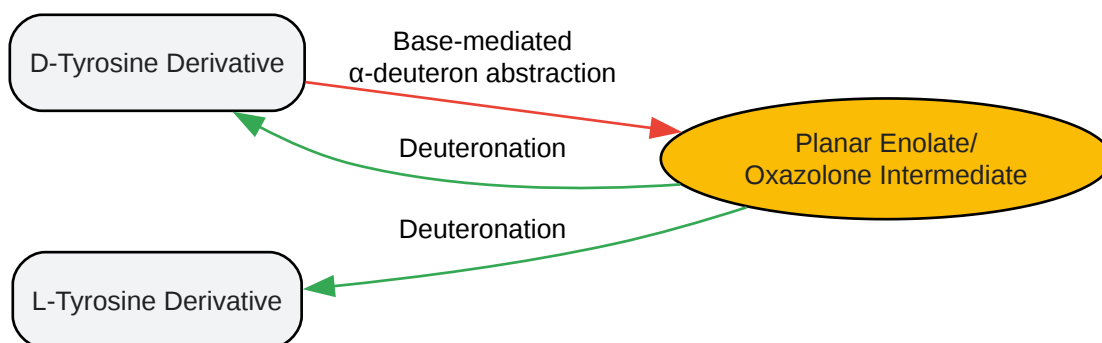 D-Tyrosine Derivative
Base-mediated
α-deuteron abstraction
Planar Enolate/
Oxazolone Intermediate
Deuteronation
Deuteronation
L-Tyrosine Derivative